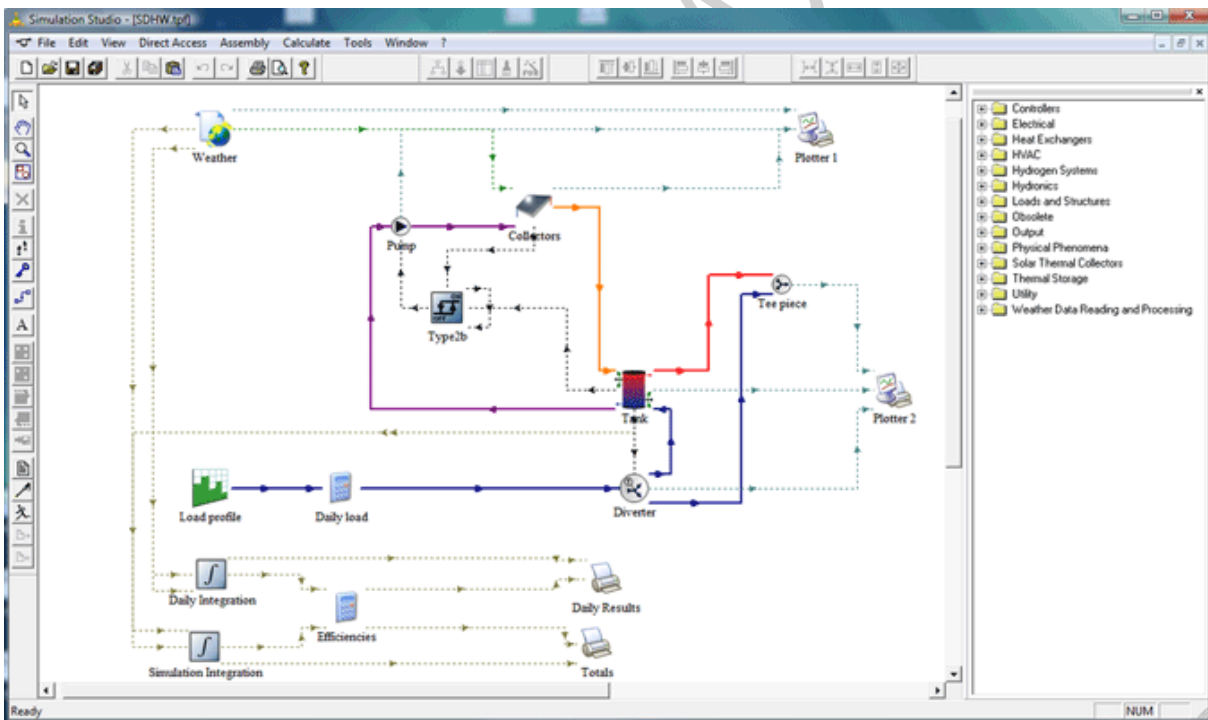 Simulation Studio - [SDHW.tpf]
File Edit View Direct Access Assembly Calculate Tools Window ?
Weather
Plotter 1
Collectors
Pump
Type2b
ON
OFF
Tee piece
Tank
Plotter 2
Load profile
Daily load
Diverter
Daily Integration
Daily Results
Efficiencies
Simulation Integration
Totals
Controllers
Electrical
Heat Exchangers
HVAC
Hydrogen Systems
Hydronics
Loads and Structures
Obsolete
Output
Physical Phenomena
Solar Thermal Collectors
Thermal Storage
Utility
Weather Data Reading and Processing
Ready
NUM